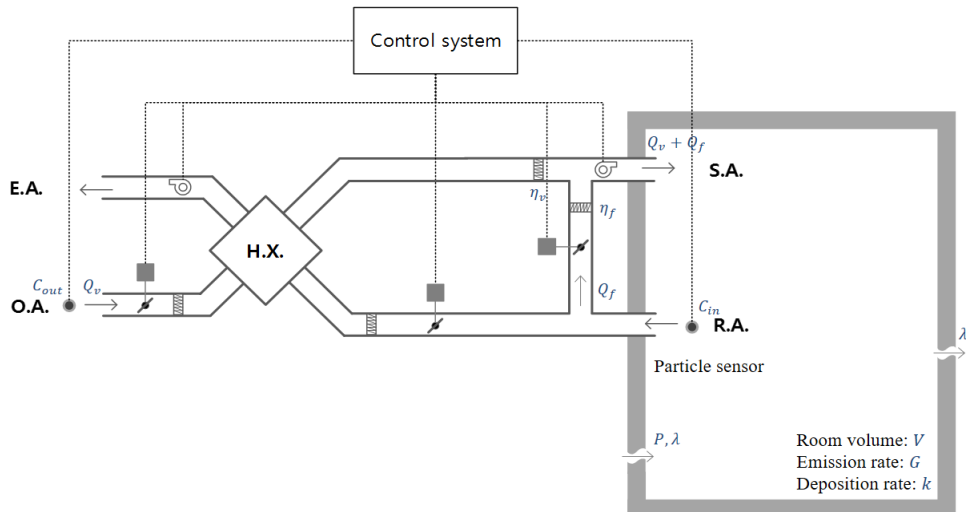 Control system
Q_v + Q_f
E.A.
S.A.
η_v
η_f
H.X.
C_out
Q_v
O.A.
Q_f
C_in
R.A.
λ
Particle sensor
P, λ
Room volume: V
Emission rate: G
Deposition rate: k